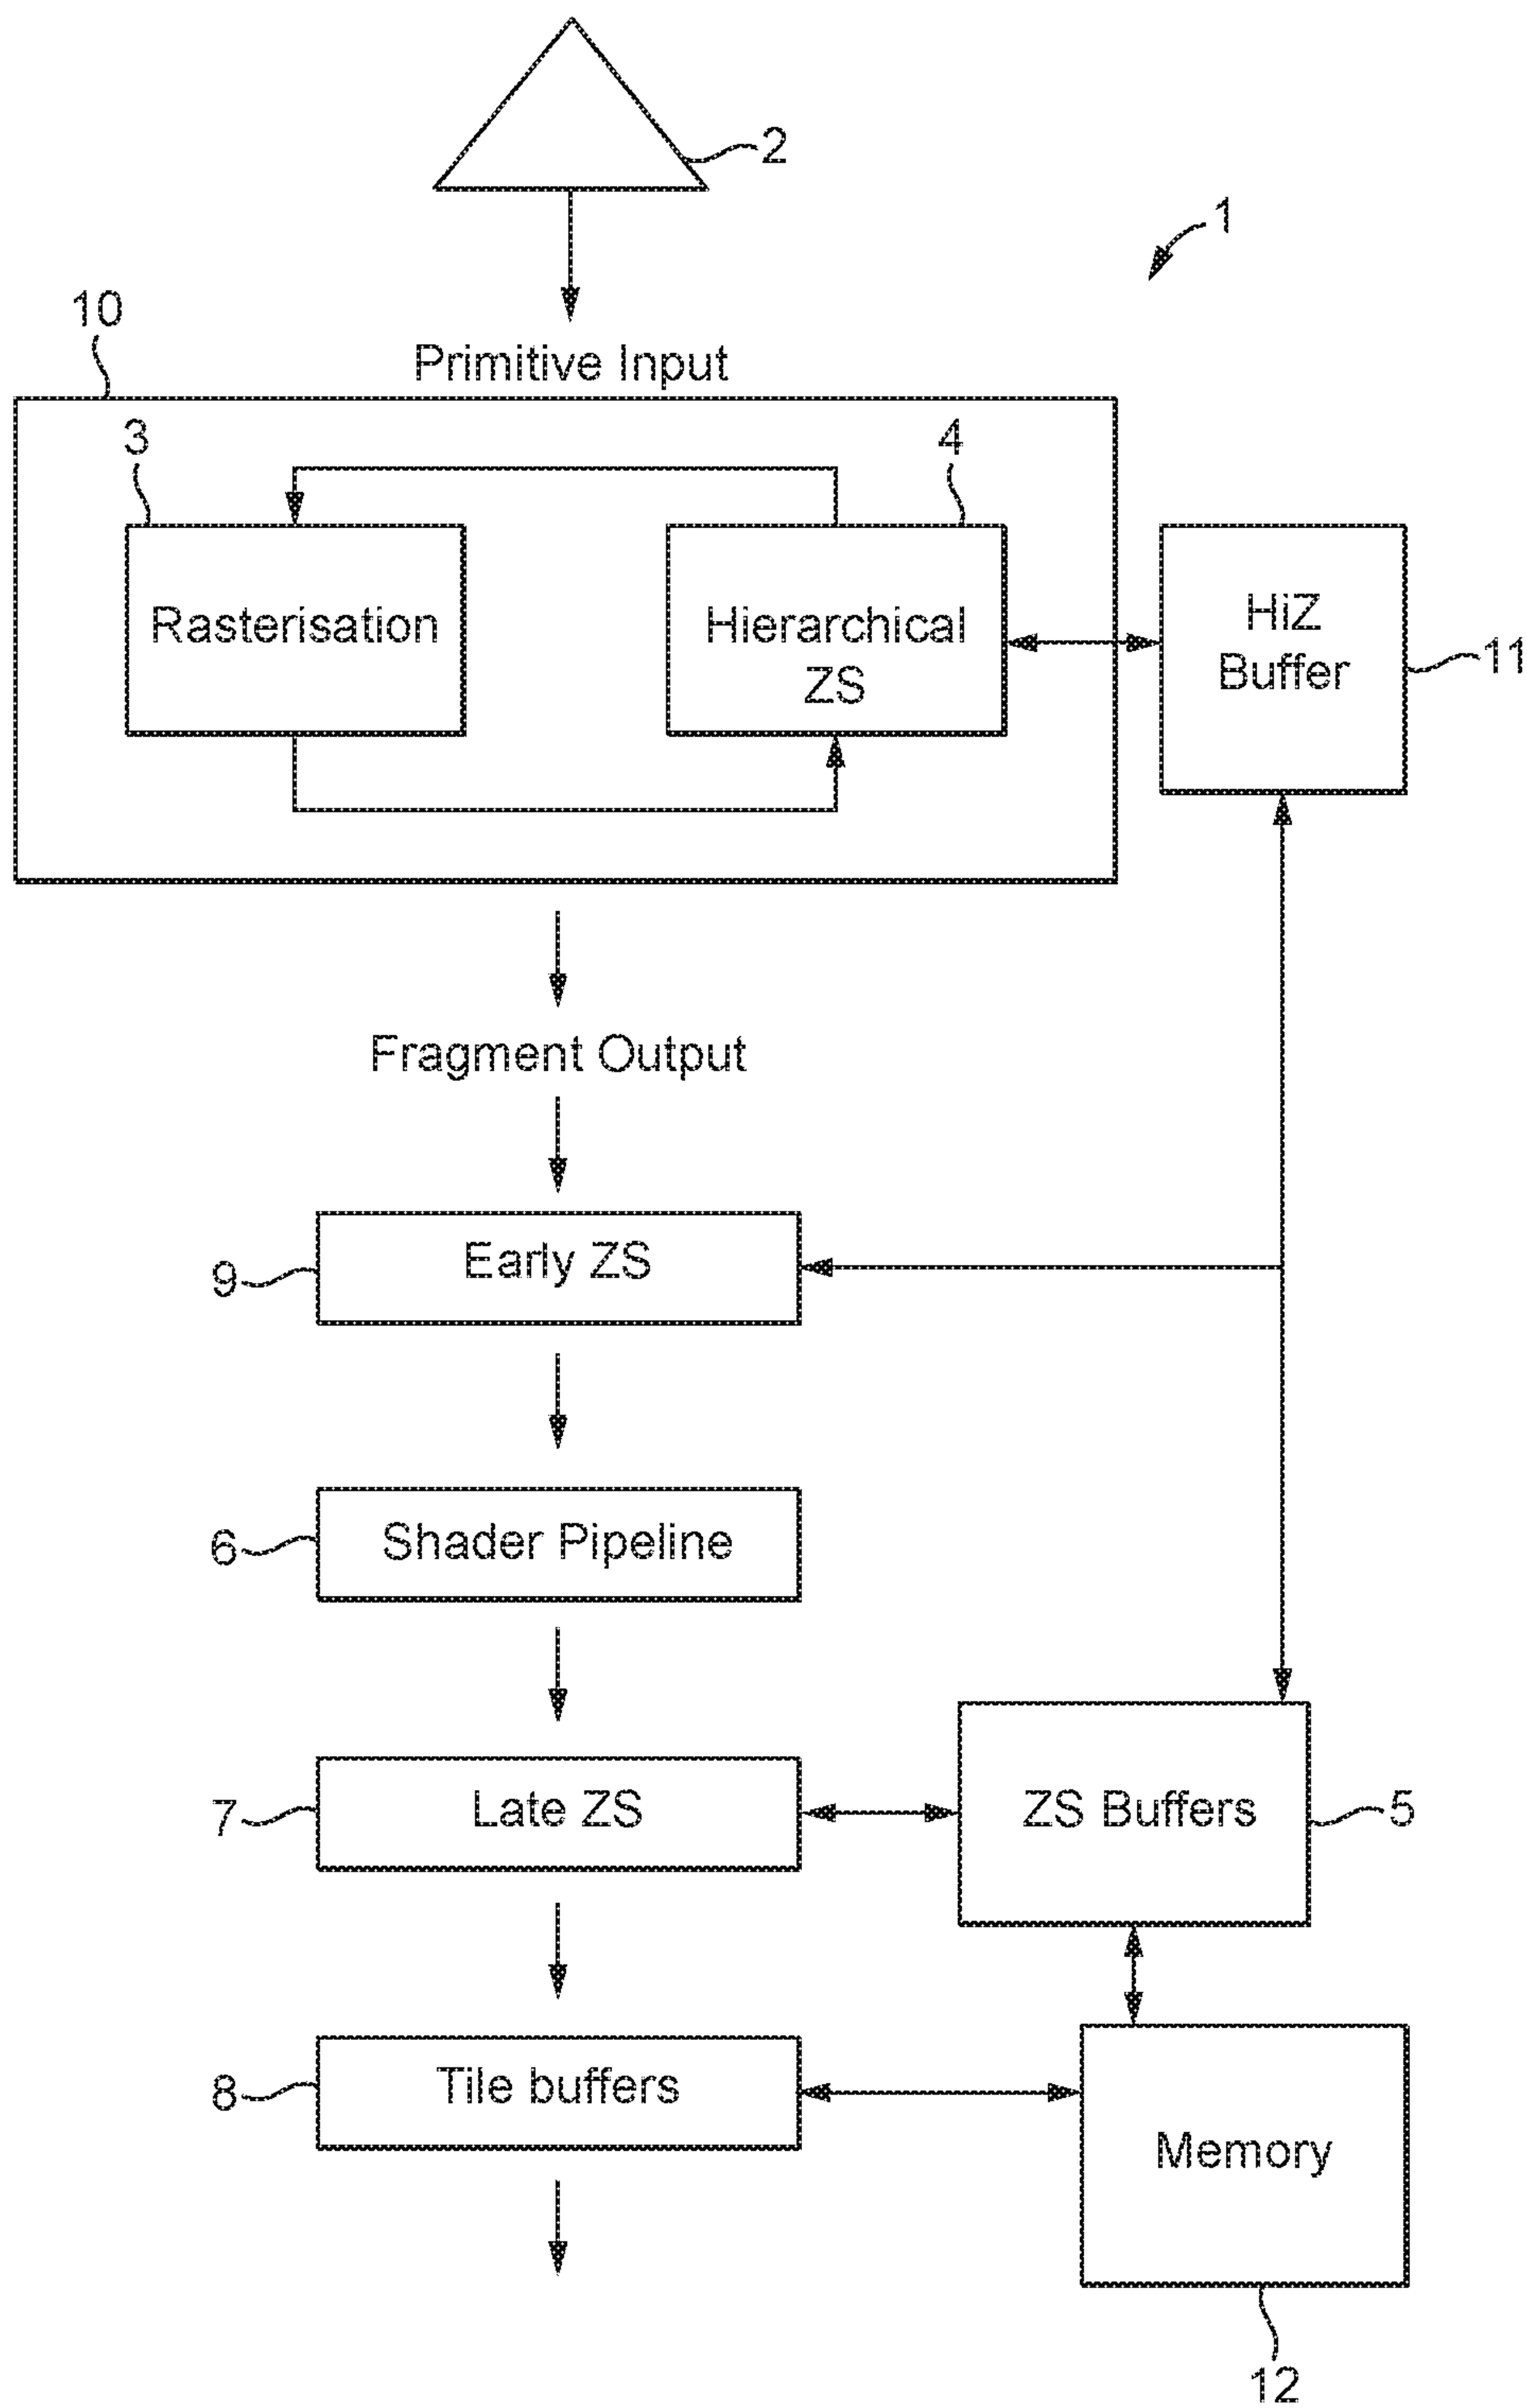 2
1
10
Primitive Input
3
4
Rasterisation
Hierarchical
ZS
HiZ
Buffer
11
Fragment Output
Early ZS
9
Shader Pipeline
6
Late ZS
7
ZS Buffers
5
Tile buffers
8
Memory
12